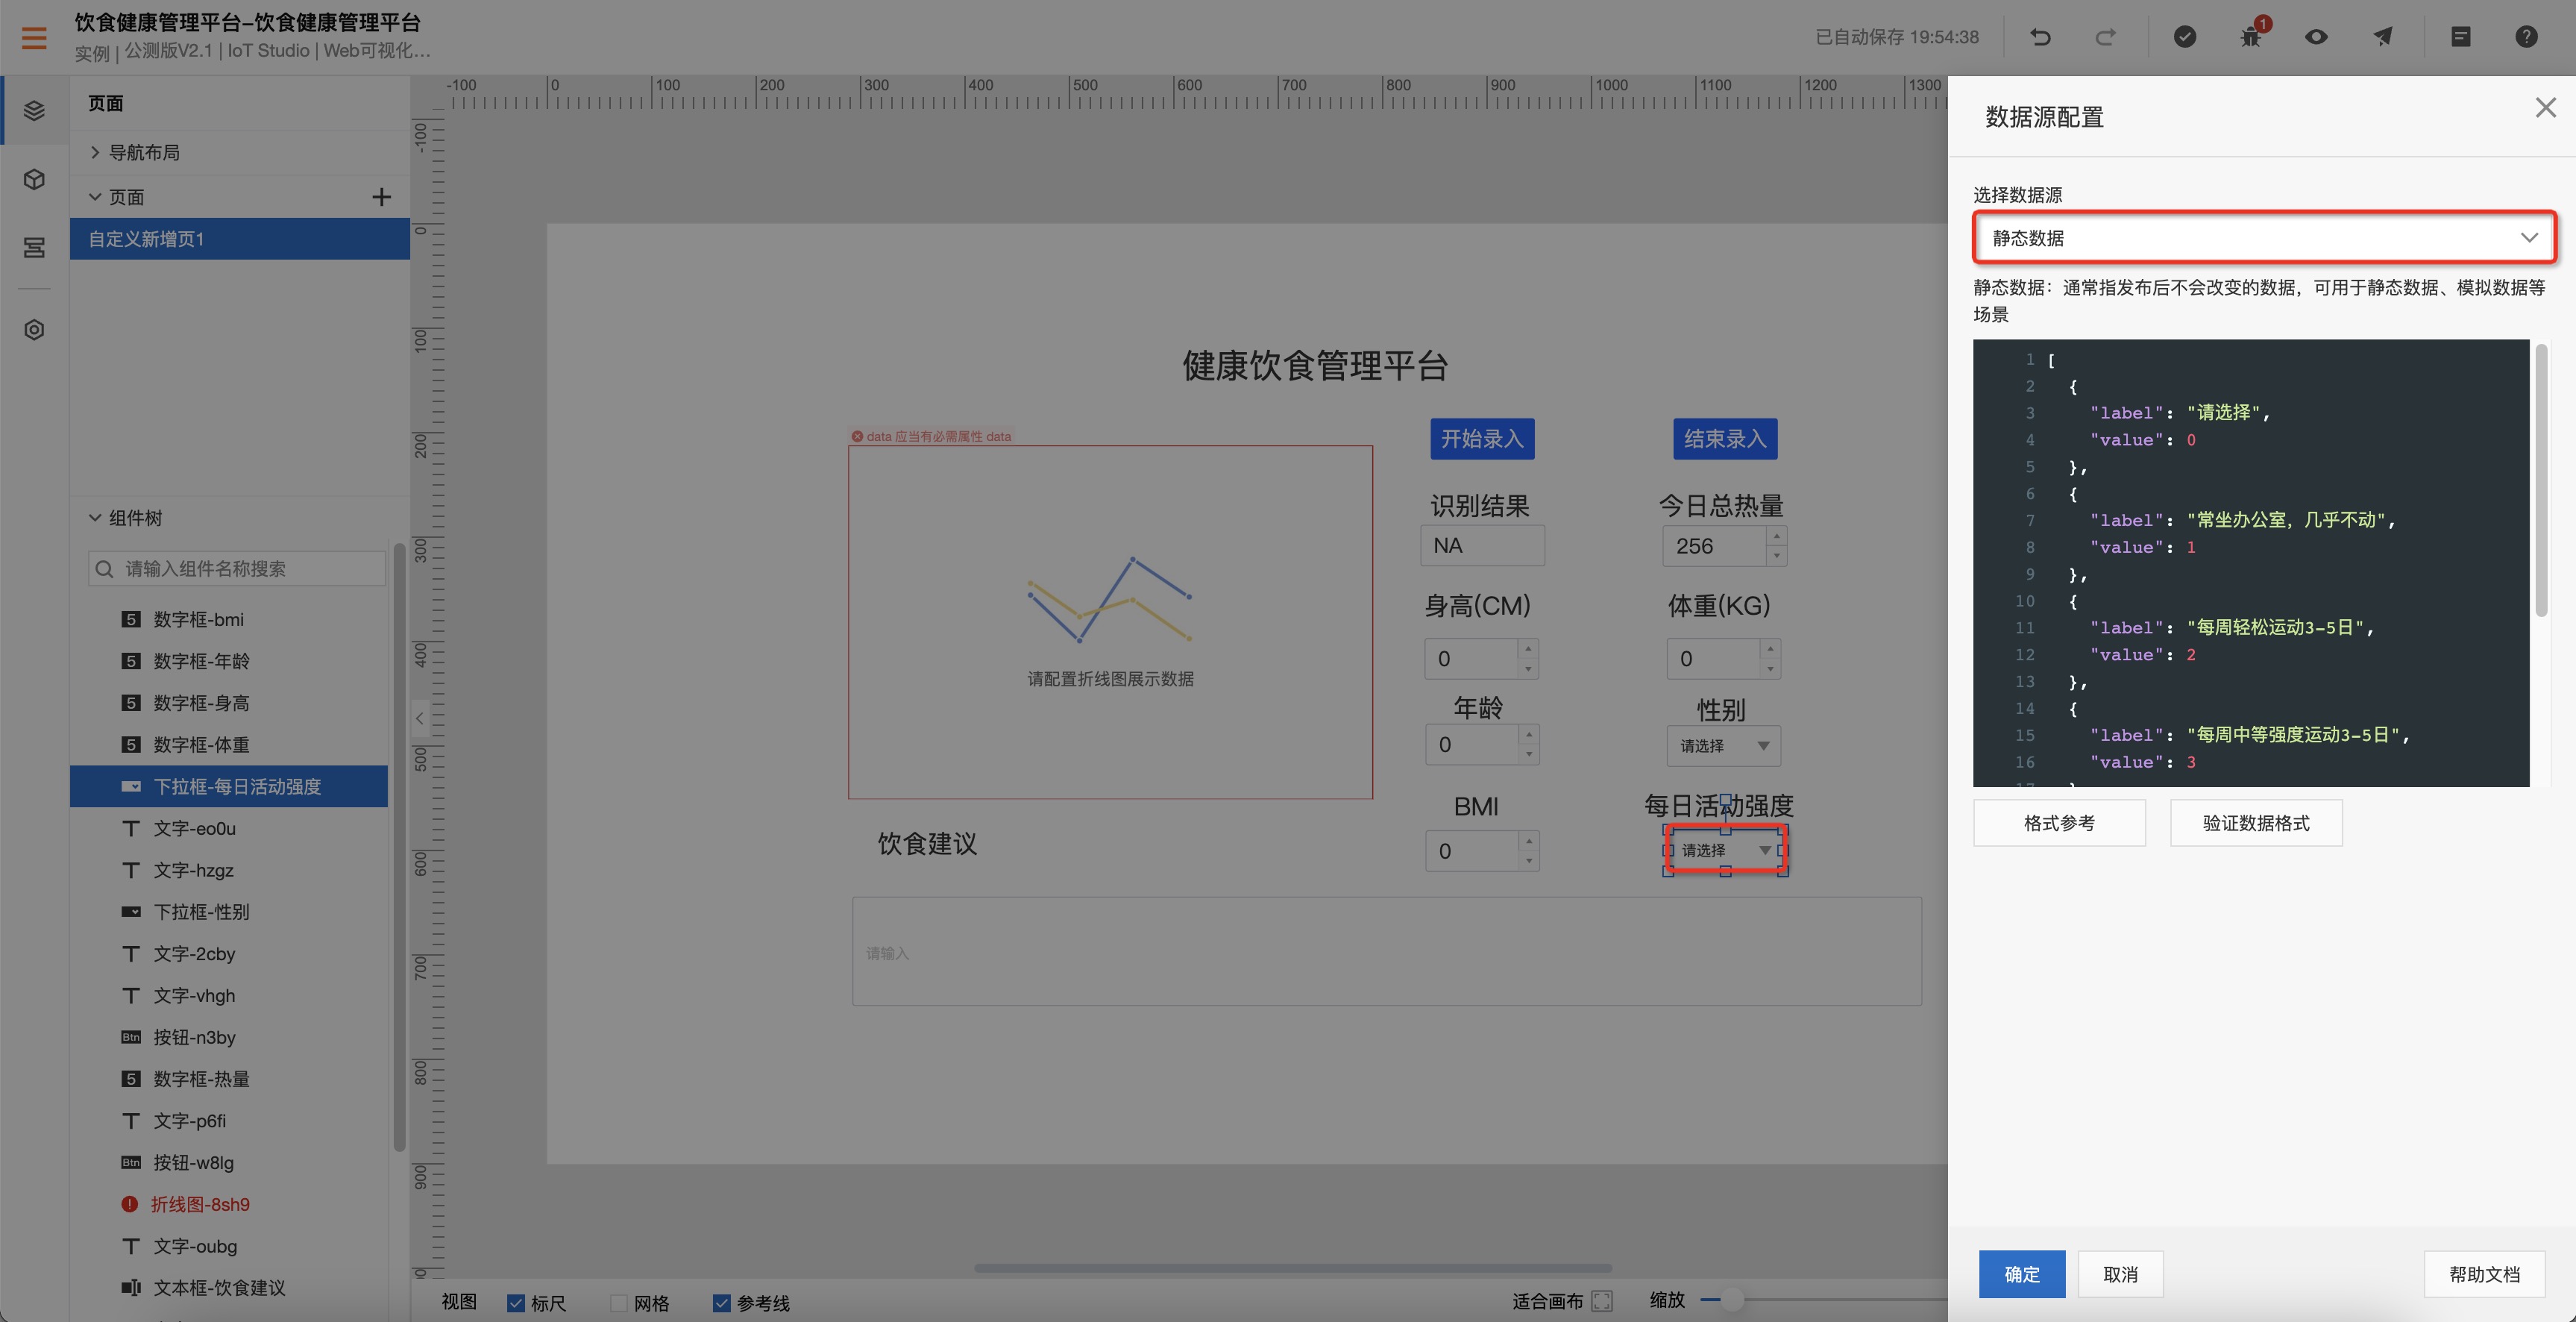 饮食健康管理平台-饮食健康管理平台
实例 | 公测版V2.1 | IoT Studio | Web可视化...
已自动保存 19:54:38
1
页面
导航布局
页面
自定义新增页1
组件树
请输入组件名称搜索
5 数字框-bmi
5 数字框-年龄
5 数字框-身高
5 数字框-体重
下拉框-每日活动强度
T 文字-eo0u
T 文字-hzgz
下拉框-性别
T 文字-2cby
T 文字-vhgh
Btn 按钮-n3by
5 数字框-热量
T 文字-p6fi
Btn 按钮-w8lg
折线图-8sh9
T 文字-oubg
文本框-饮食建议
-100 0 100 200 300 400 500 600 700 800 900 1000 1100 1200 1300
-100
0
100
200
300
400
500
600
700
800
900
健康饮食管理平台
data 应当有必需属性 data
请配置折线图展示数据
开始录入 结束录入
识别结果 今日总热量
NA 256
身高(CM) 体重(KG)
0 0
年龄 性别
0 请选择
BMI 每日活动强度
0 请选择
饮食建议
请输入
视图 标尺 网格 参考线 适合画布 缩放
数据源配置
选择数据源
静态数据
静态数据：通常指发布后不会改变的数据，可用于静态数据、模拟数据等
场景
1 [
2 {
3 "label": "请选择",
4 "value": 0
5 },
6 {
7 "label": "常坐办公室，几乎不动",
8 "value": 1
9 },
10 {
11 "label": "每周轻松运动3-5日",
12 "value": 2
13 },
14 {
15 "label": "每周中等强度运动3-5日",
16 "value": 3
格式参考 验证数据格式
确定 取消 帮助文档